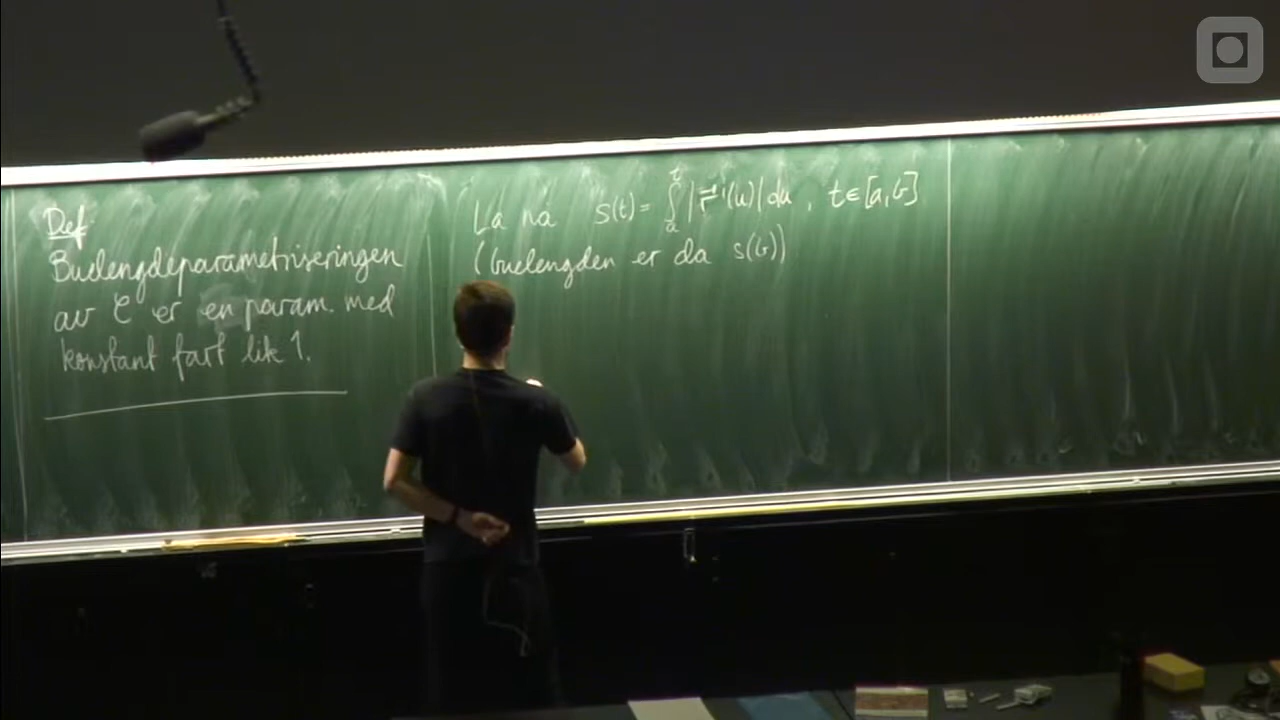 Def
Buelengdeparametriseringen
av C er en param. med
konstant fart lik 1.
La nå s(t) = ∫ₐᵗ |r⃗'(u)| du , t ∈ [a,b]
(buelengden er da s(b))